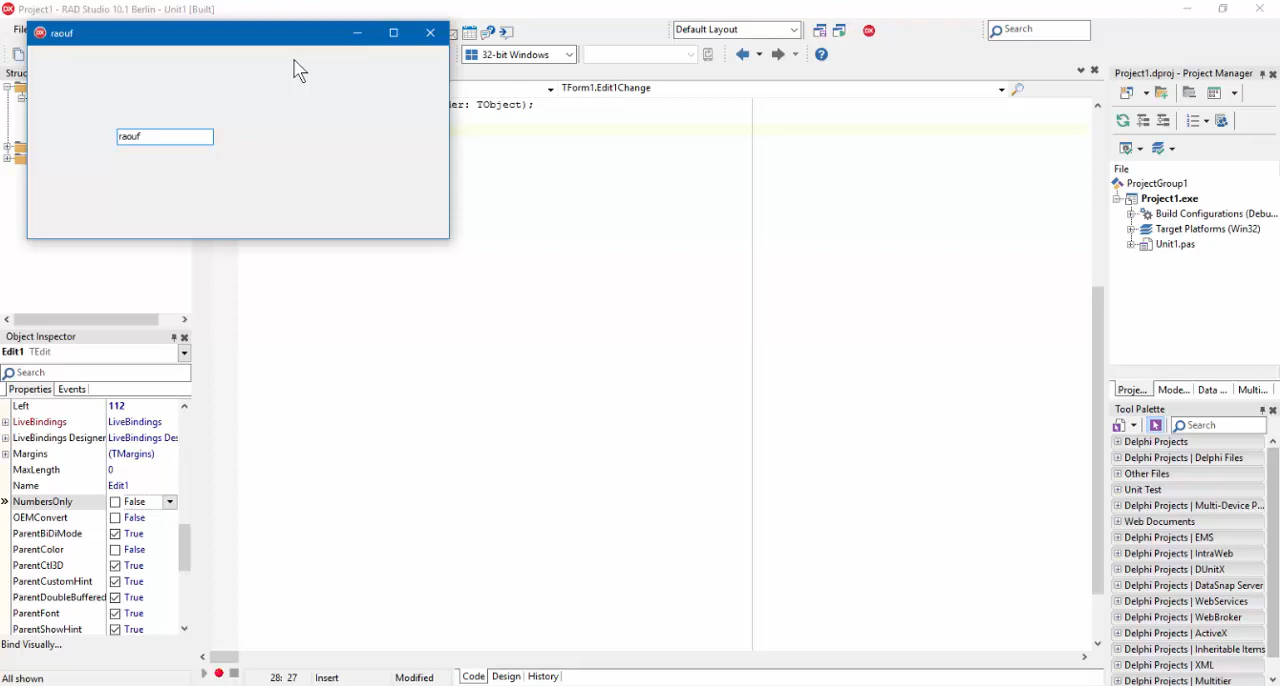 Project1 - RAD Studio 10.1 Berlin - Unit1 [Built]
File
raouf
Default Layout
Search
32-bit Windows
Struc
TForm1.Edit1Change
der: TObject);
raouf
Project1.dproj - Project Manager
File
ProjectGroup1
Project1.exe
Build Configurations (Debu...
Target Platforms (Win32)
Unit1.pas
Object Inspector
Edit1 TEdit
Search
Properties Events
Left 112
LiveBindings LiveBindings
LiveBindings Designer LiveBindings Des
Margins (TMargins)
MaxLength 0
Name Edit1
NumbersOnly False
OEMConvert False
ParentBiDiMode True
ParentColor False
ParentCtl3D True
ParentCustomHint True
ParentDoubleBuffered True
ParentFont True
ParentShowHint True
Bind Visually...
All shown
28: 27 Insert Modified Code Design History
Proje... Mode... Data ... Multi...
Tool Palette
Search
Delphi Projects
Delphi Projects | Delphi Files
Other Files
Unit Test
Delphi Projects | Multi-Device P...
Web Documents
Delphi Projects | EMS
Delphi Projects | IntraWeb
Delphi Projects | DUnitX
Delphi Projects | DataSnap Server
Delphi Projects | WebServices
Delphi Projects | WebBroker
Delphi Projects | ActiveX
Delphi Projects | Inheritable Items
Delphi Projects | XML
Delphi Projects | Multitier